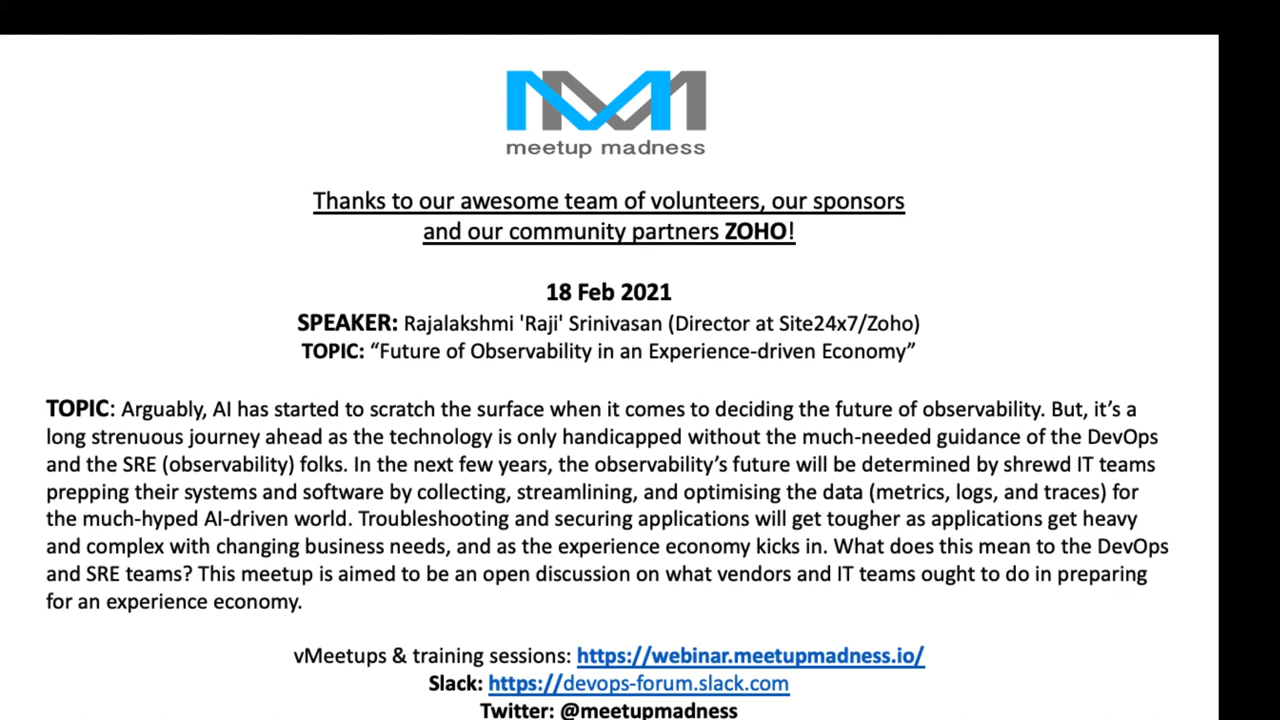 meetup madness
Thanks to our awesome team of volunteers, our sponsors
and our community partners ZOHO!
18 Feb 2021
SPEAKER: Rajalakshmi 'Raji' Srinivasan (Director at Site24x7/Zoho)
TOPIC: “Future of Observability in an Experience-driven Economy”
TOPIC: Arguably, AI has started to scratch the surface when it comes to deciding the future of observability. But, it’s a
long strenuous journey ahead as the technology is only handicapped without the much-needed guidance of the DevOps
and the SRE (observability) folks. In the next few years, the observability’s future will be determined by shrewd IT teams
prepping their systems and software by collecting, streamlining, and optimising the data (metrics, logs, and traces) for
the much-hyped AI-driven world. Troubleshooting and securing applications will get tougher as applications get heavy
and complex with changing business needs, and as the experience economy kicks in. What does this mean to the DevOps
and SRE teams? This meetup is aimed to be an open discussion on what vendors and IT teams ought to do in preparing
for an experience economy.
vMeetups & training sessions: https://webinar.meetupmadness.io/
Slack: https://devops-forum.slack.com
Twitter: @meetupmadness